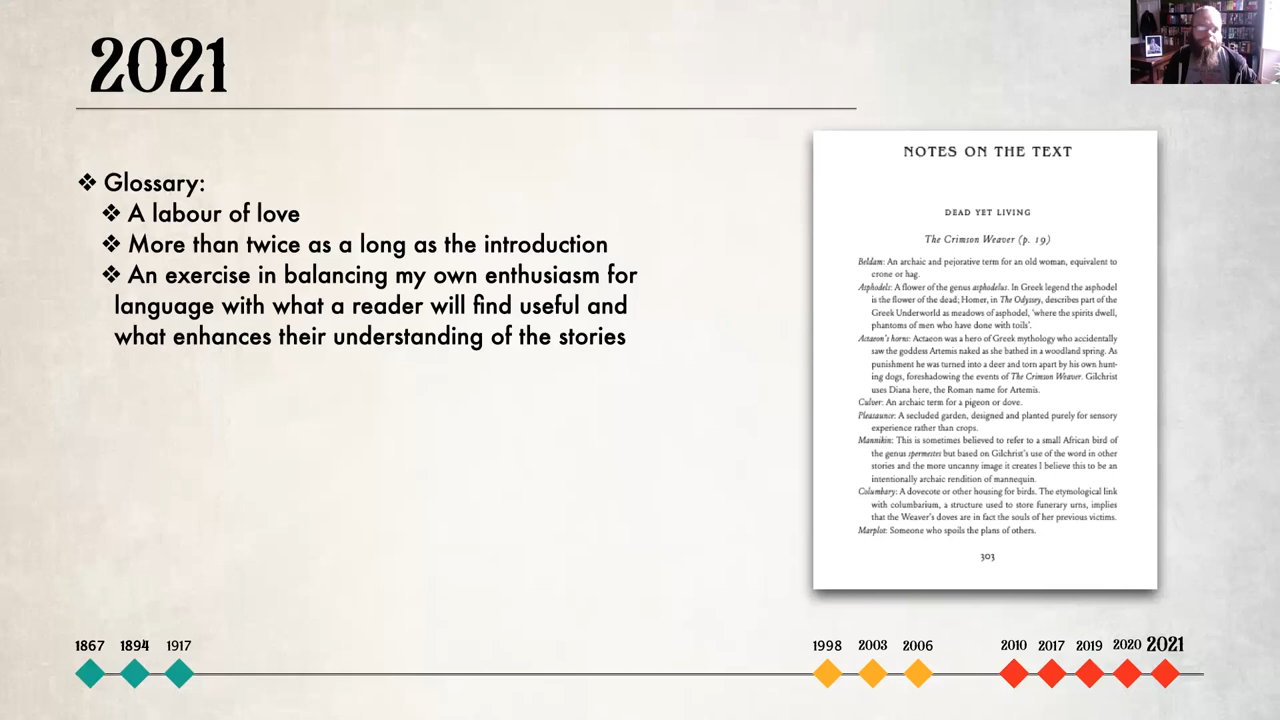 2021
❖ Glossary:
❖ A labour of love
❖ More than twice as a long as the introduction
❖ An exercise in balancing my own enthusiasm for
language with what a reader will find useful and
what enhances their understanding of the stories
NOTES ON THE TEXT
DEAD YET LIVING
The Crimson Weaver (p. 19)
Beldam: An archaic and pejorative term for an old woman, equivalent to
crone or hag.
Asphodels: A flower of the genus asphodelus. In Greek legend the asphodel
is the flower of the dead; Homer, in The Odyssey, describes part of the
Greek Underworld as meadows of asphodel, 'where the spirits dwell,
phantoms of men who have done with toils'.
Actaeon's horns: Actaeon was a hero of Greek mythology who accidentally
saw the goddess Artemis naked as she bathed in a woodland spring. As
punishment he was turned into a deer and torn apart by his own hunt-
ing dogs, foreshadowing the events of The Crimson Weaver. Gilchrist
uses Diana here, the Roman name for Artemis.
Culver: An archaic term for a pigeon or dove.
Pleasaunce: A secluded garden, designed and planted purely for sensory
experience rather than crops.
Mannikin: This is sometimes believed to refer to a small African bird of
the genus spermestes but based on Gilchrist's use of the word in other
stories and the more uncanny image it creates I believe this to be an
intentionally archaic rendition of mannequin.
Columbary: A dovecote or other housing for birds. The etymological link
with columbarium, a structure used to store funerary urns, implies
that the Weaver's doves are in fact the souls of her previous victims.
Marplot: Someone who spoils the plans of others.
303
1867 1894 1917 1998 2003 2006 2010 2017 2019 2020 2021